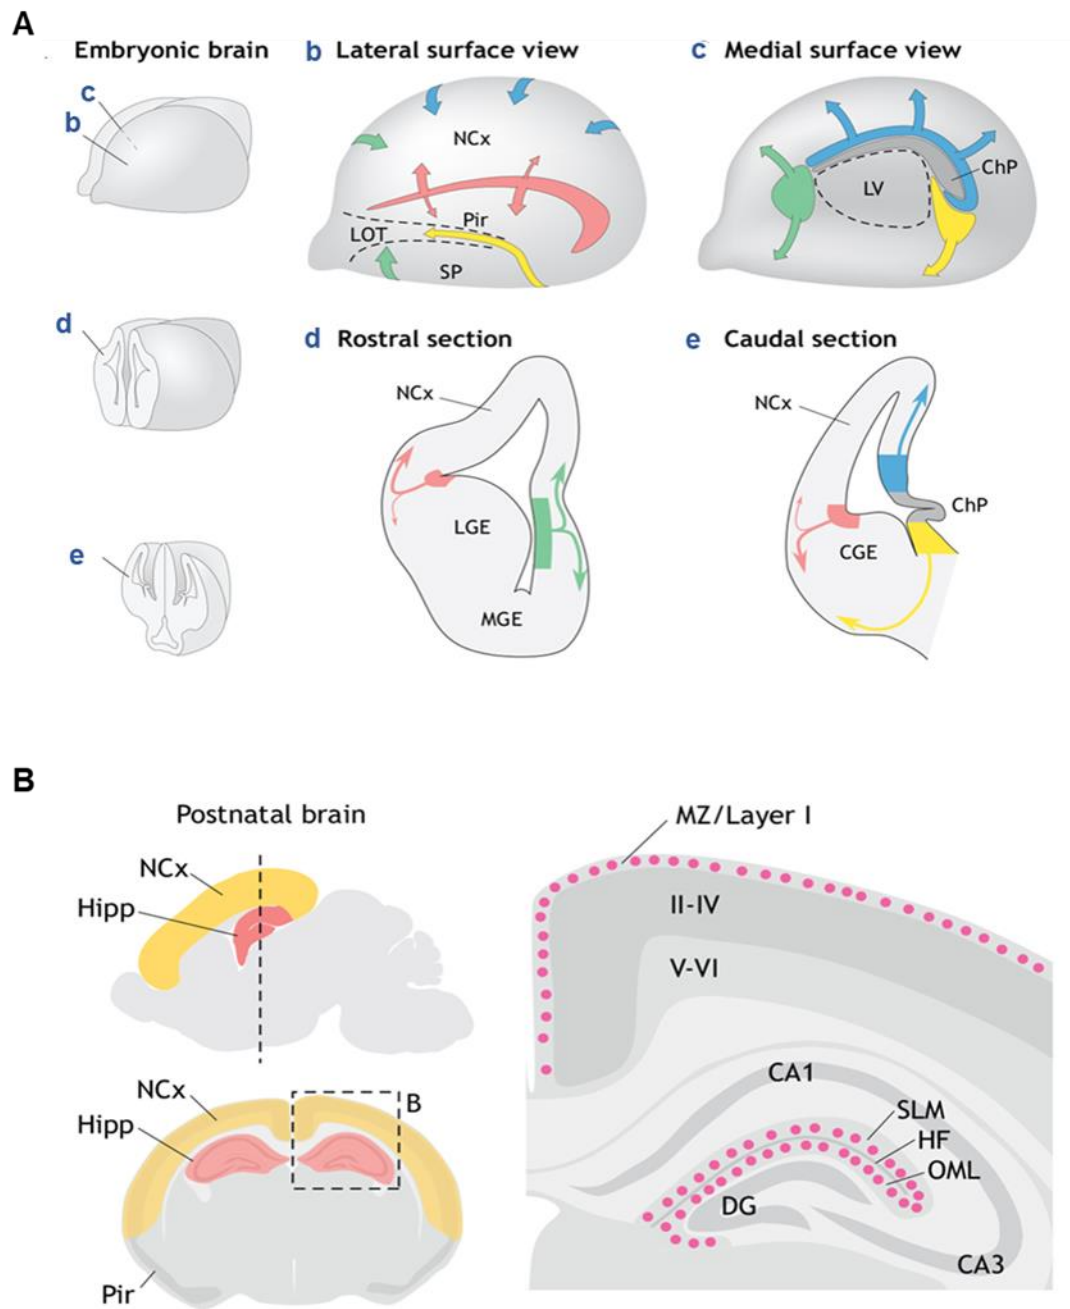 A
Embryonic brain
b Lateral surface view
c Medial surface view
c
b
NCx
Pir
LOT
SP
ChP
LV
d
d Rostral section
e Caudal section
NCx
LGE
MGE
NCx
ChP
CGE
e
B
Postnatal brain
MZ/Layer I
NCx
Hipp
II-IV
V-VI
NCx
B
Hipp
Pir
CA1
SLM
HF
OML
DG
CA3